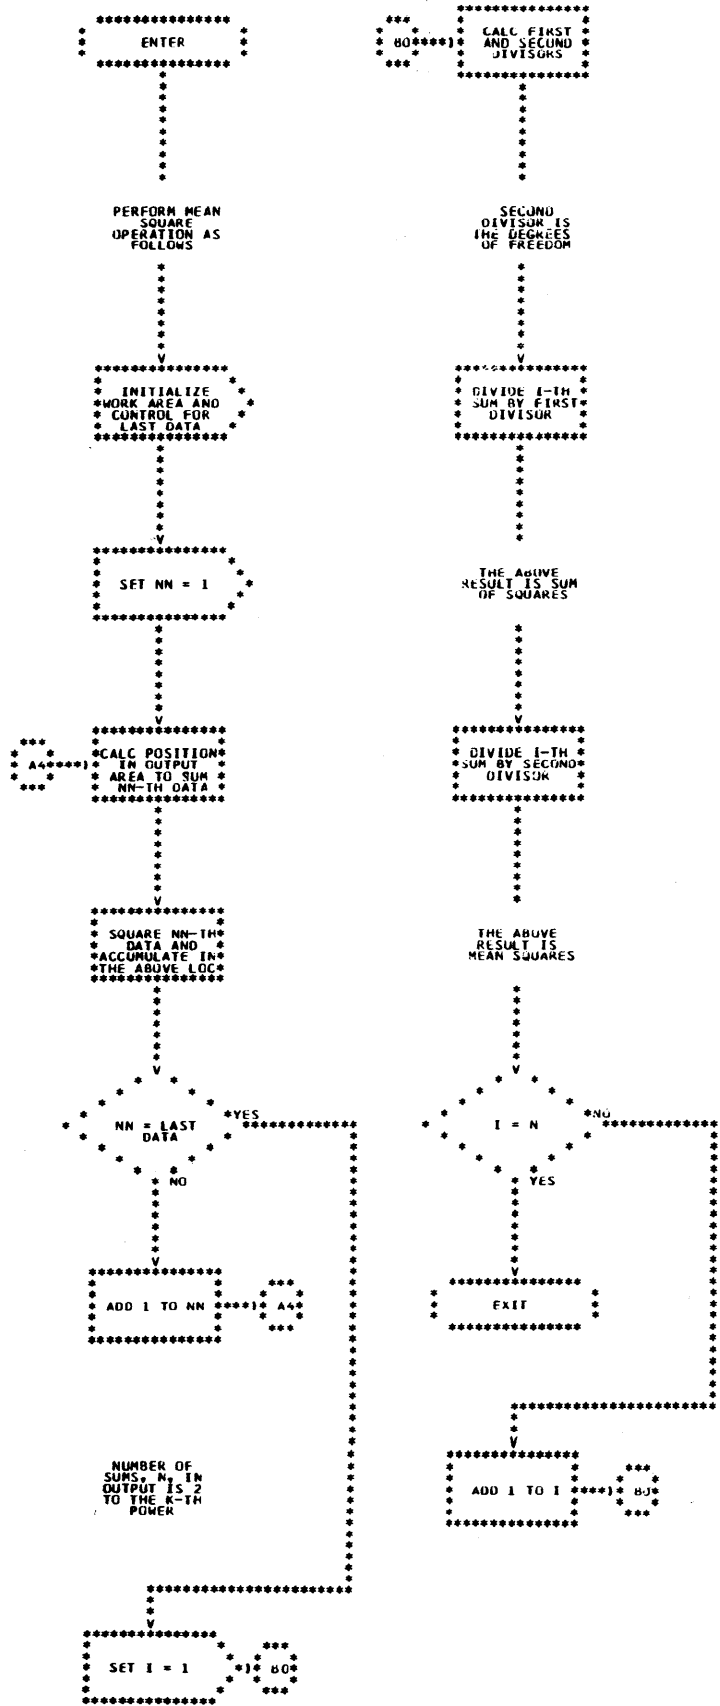 ENTER
PERFORM MEAN
SQUARE
OPERATION AS
FOLLOWS
INITIALIZE
WORK AREA AND
CONTROL FOR
LAST DATA
SET NN = 1
A4
CALC POSITION
IN OUTPUT
AREA TO SUM
NN-TH DATA
SQUARE NN-TH
DATA AND
ACCUMULATE IN
THE ABOVE LOC
NN = LAST
DATA
YES
NO
ADD 1 TO NN
A4
NUMBER OF
SUMS, N, IN
OUTPUT IS 2
TO THE K-TH
POWER
SET I = 1
B0
B0
CALC FIRST
AND SECOND
DIVISORS
SECOND
DIVISOR IS
THE DEGREES
OF FREEDOM
DIVIDE I-TH
SUM BY FIRST
DIVISOR
THE ABOVE
RESULT IS SUM
OF SQUARES
DIVIDE I-TH
SUM BY SECOND
DIVISOR
THE ABOVE
RESULT IS
MEAN SQUARES
I = N
NO
YES
EXIT
ADD 1 TO I
B0